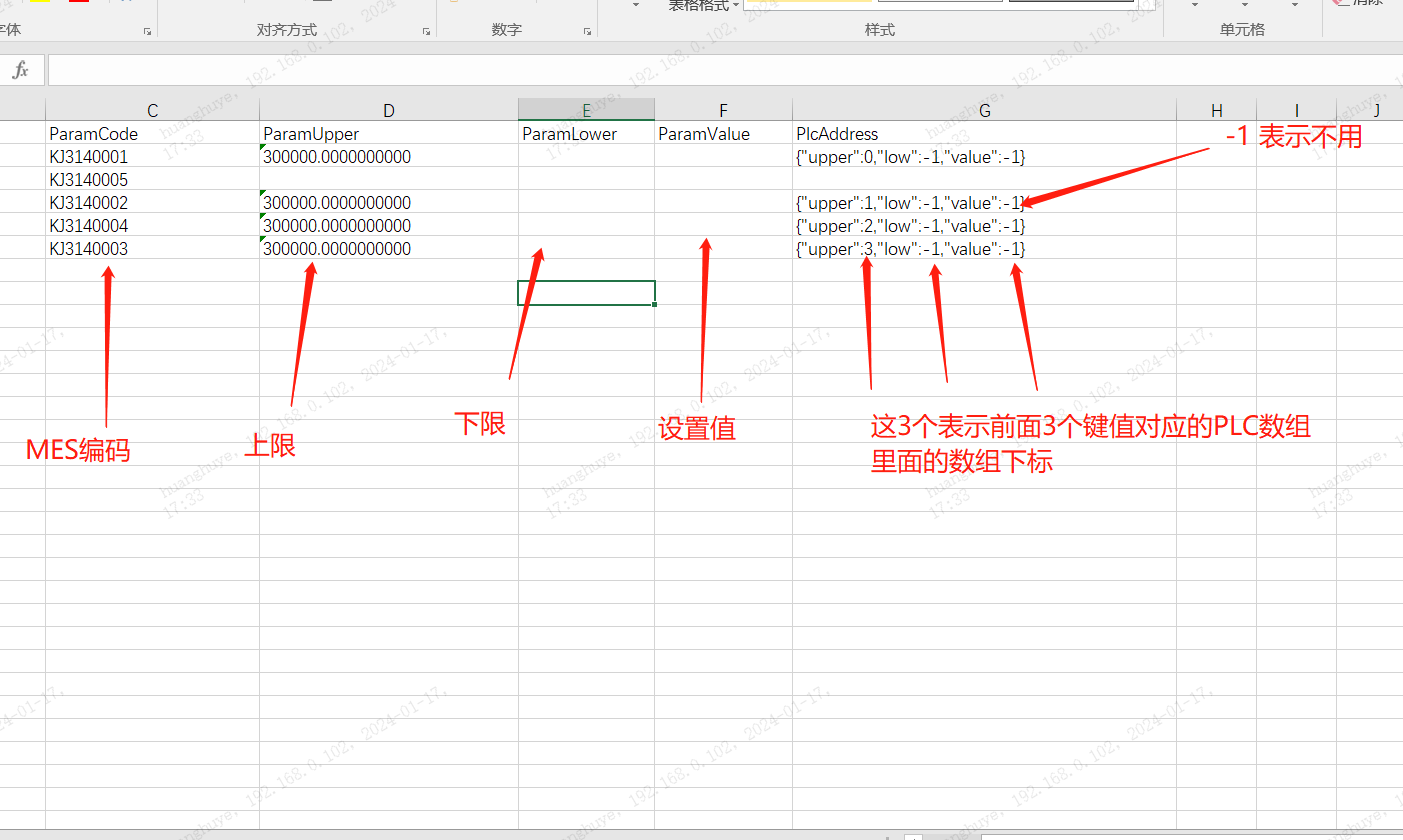 字体
对齐方式
数字
表格格式
样式
单元格
清除
fx
C D E F G H I J
ParamCode ParamUpper ParamLower ParamValue PlcAddress
KJ3140001 300000.0000000000 {"upper":0,"low":-1,"value":-1}
KJ3140005
KJ3140002 300000.0000000000 {"upper":1,"low":-1,"value":-1}
KJ3140004 300000.0000000000 {"upper":2,"low":-1,"value":-1}
KJ3140003 300000.0000000000 {"upper":3,"low":-1,"value":-1}
-1 表示不用
MES编码
上限
下限
设置值
这3个表示前面3个键值对应的PLC数组
里面的数组下标
huanghuye, 192.168.0.102, 2024-01-17,
17:33